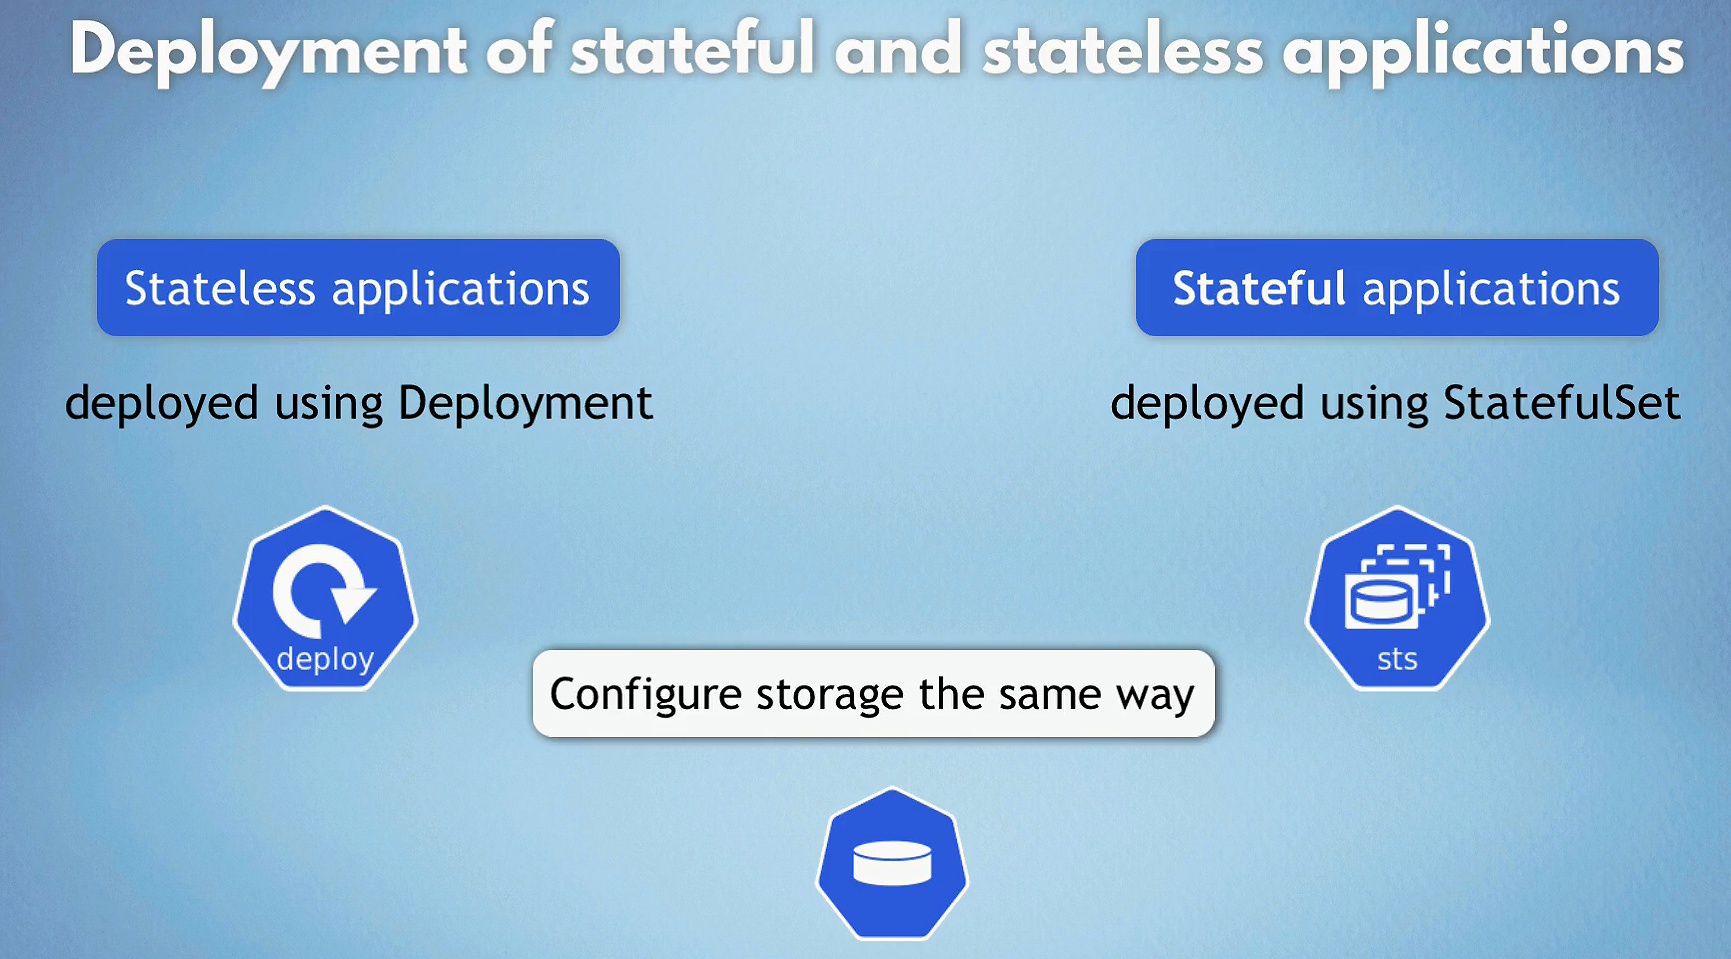 Deployment of stateful and stateless applications
Stateless applications
deployed using Deployment
deploy
Stateful applications
deployed using StatefulSet
sts
Configure storage the same way